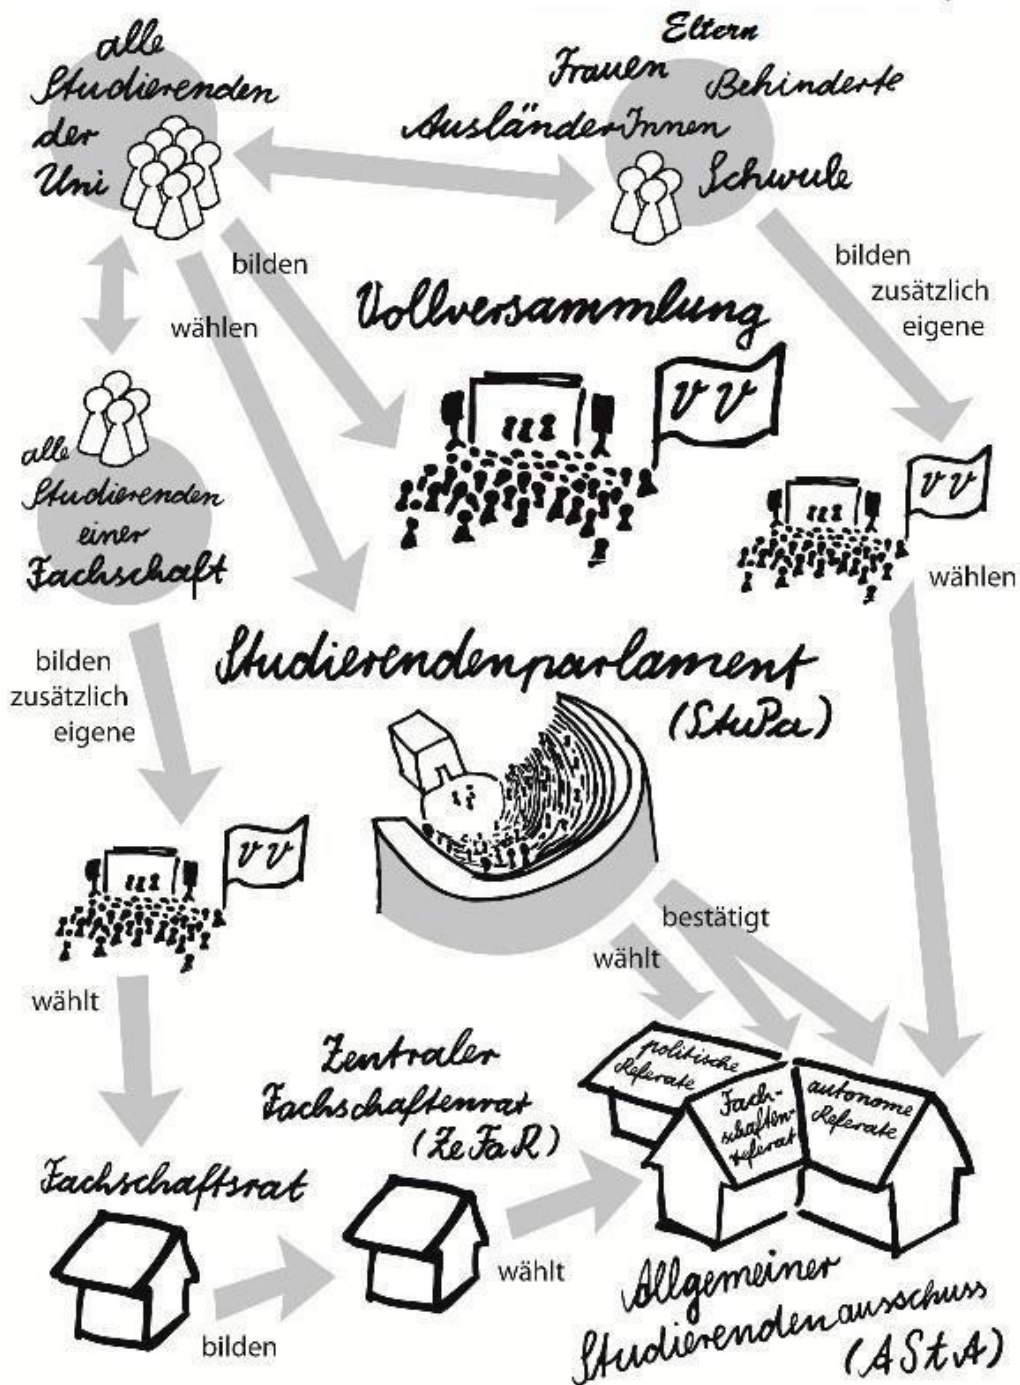 alle
Studierenden
der
Uni
Eltern
Frauen
Behinderte
AusländerInnen
Schwule
bilden
wählen
bilden
zusätzlich
eigene
Vollversammlung
VV
alle
Studierenden
einer
Fachschaft
VV
wählen
bilden
zusätzlich
eigene
Studierendenparlament
(StuPa)
VV
wählt
bestätigt
wählt
Zentraler
Fachschaftenrat
(ZeFaR)
politische
Referate
Fach-
schaften-
referat
autonome
Referate
Fachschaftsrat
bilden
wählt
Allgemeiner
Studierendenausschuss
(AStA)